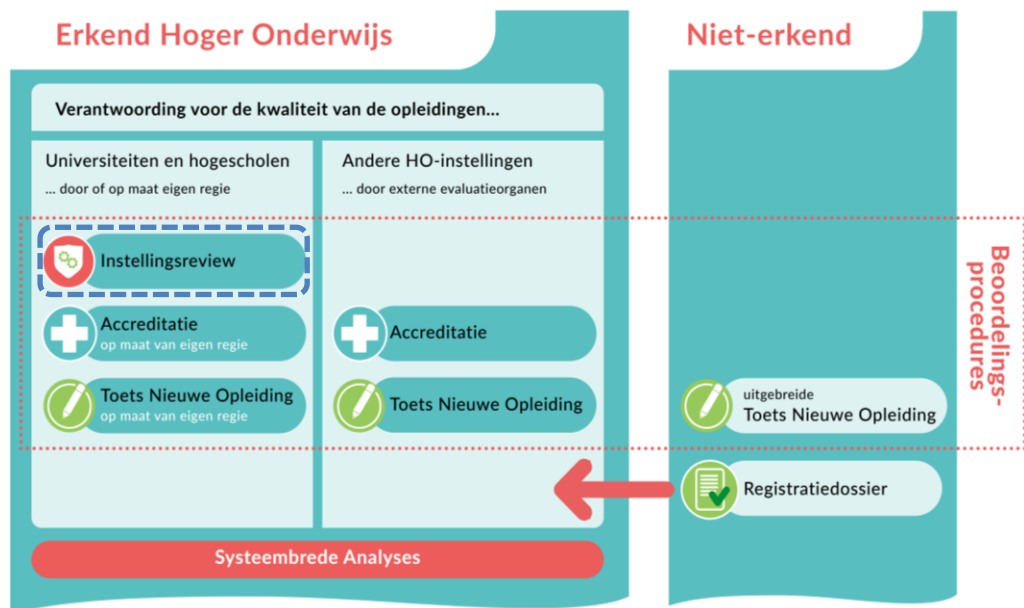 Erkend Hoger Onderwijs
Niet-erkend
Verantwoording voor de kwaliteit van de opleidingen...
Universiteiten en hogescholen
... door of op maat eigen regie
Andere HO-instellingen
... door externe evaluatieorganen
Instellingsreview
Accreditatie
op maat van eigen regie
Accreditatie
Toets Nieuwe Opleiding
op maat van eigen regie
Toets Nieuwe Opleiding
uitgebreide
Toets Nieuwe Opleiding
Beoordelings-
procedures
Registratiedossier
Systeembrede Analyses